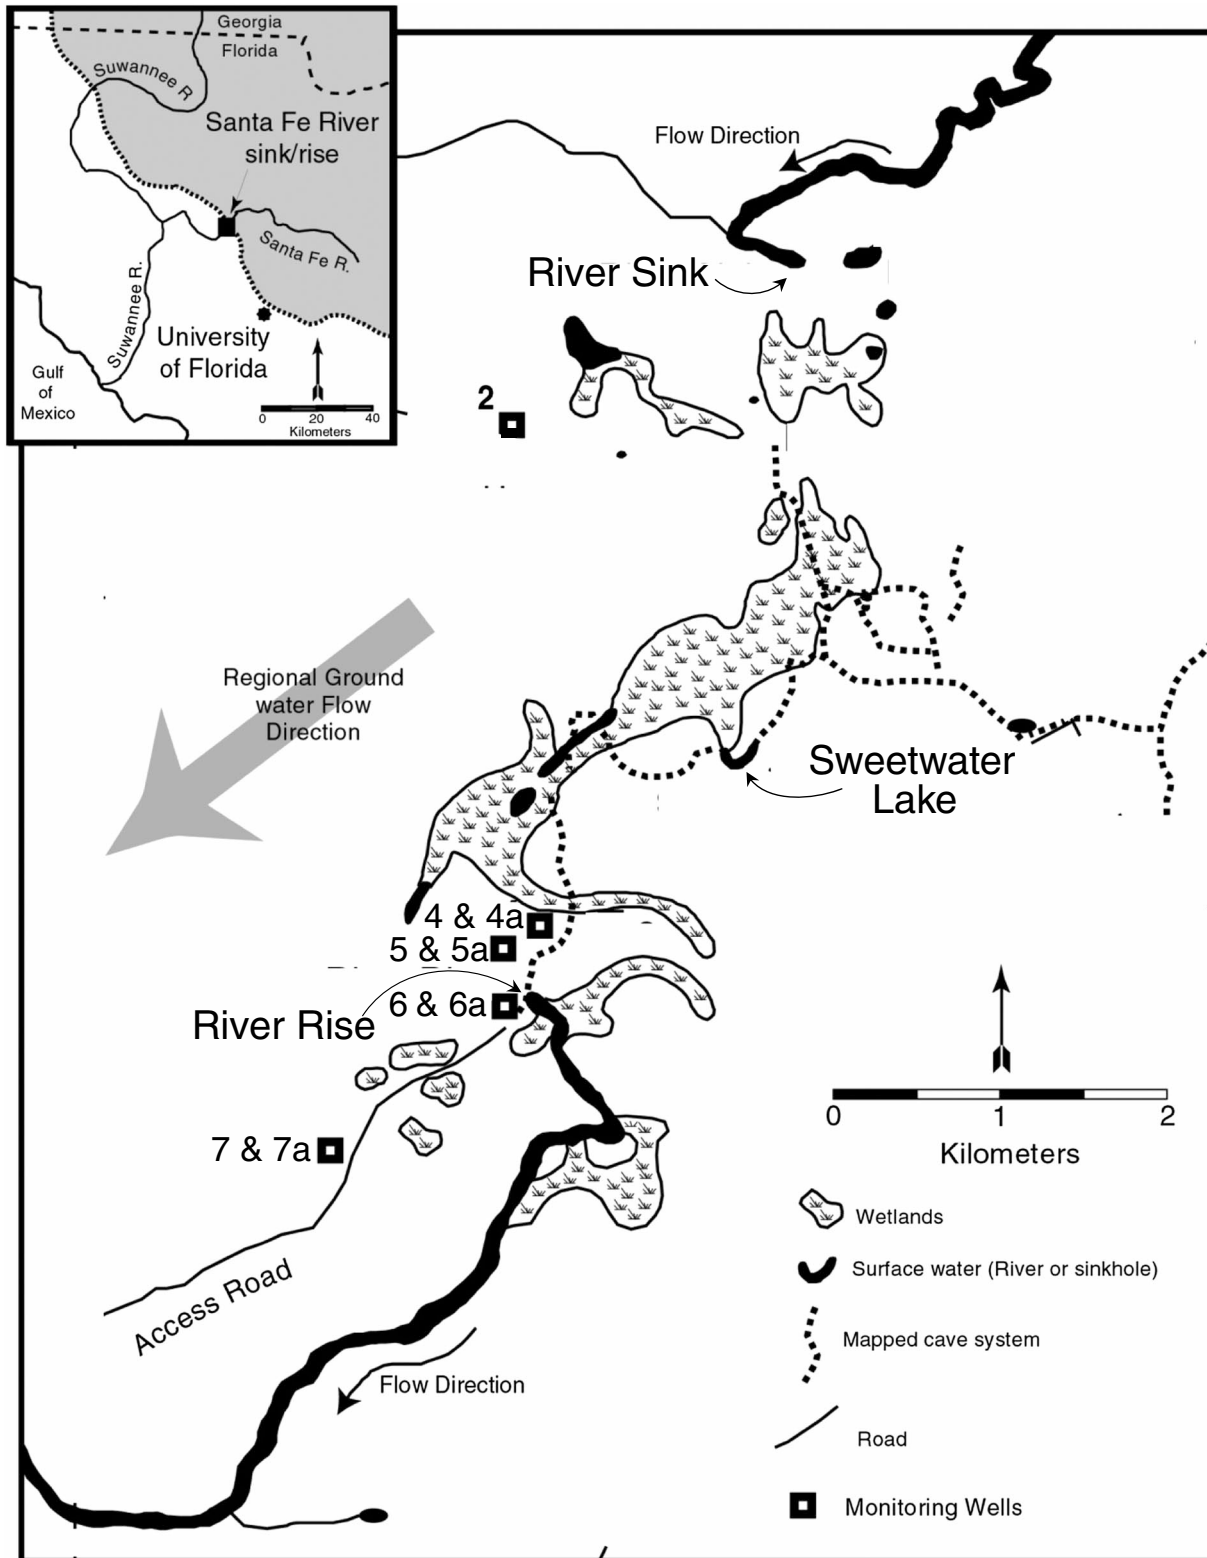 Georgia
Florida
Suwannee R
Santa Fe River
sink/rise
Santa Fe R.
Suwannee R.
University
of Florida
Gulf
of
Mexico
0 20 40
Kilometers
Flow Direction
River Sink
2
Regional Ground
water Flow
Direction
Sweetwater
Lake
4 & 4a
5 & 5a
6 & 6a
River Rise
7 & 7a
0 1 2
Kilometers
Access Road
Flow Direction
Wetlands
Surface water (River or sinkhole)
Mapped cave system
Road
Monitoring Wells